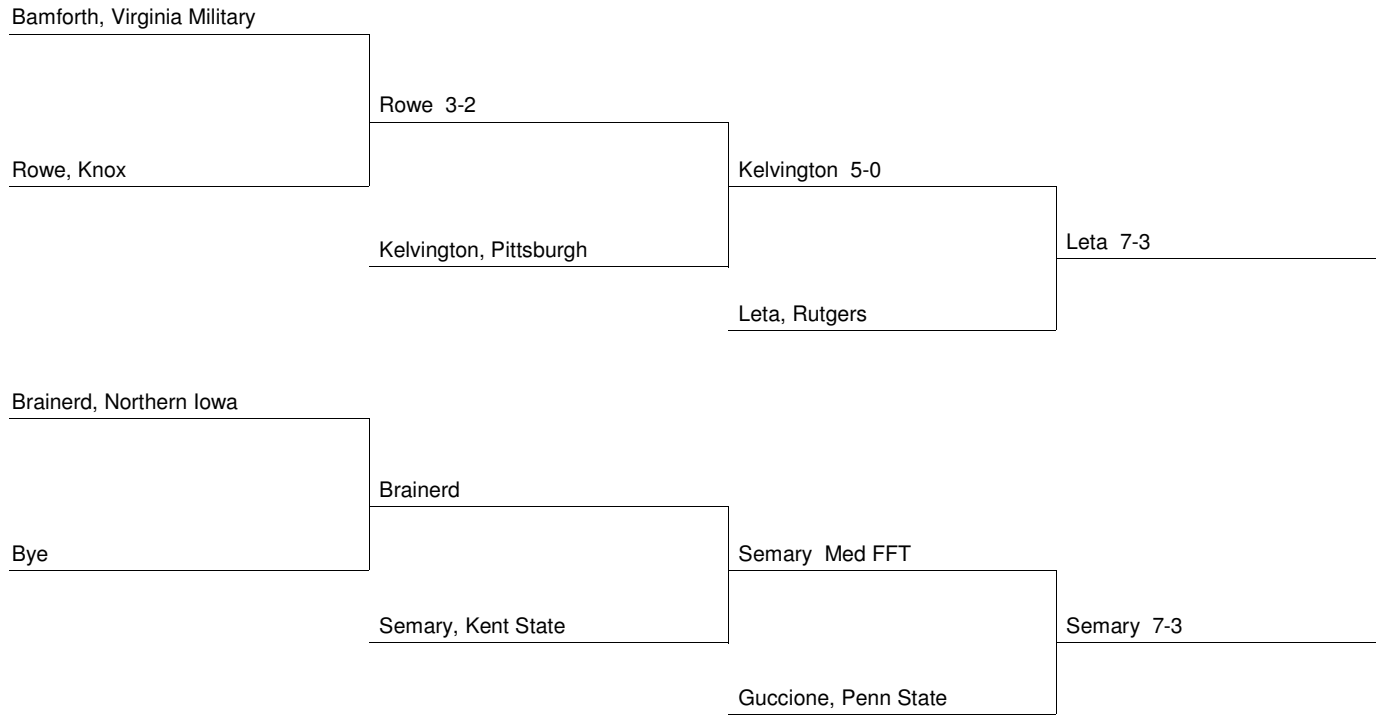 Bamforth, Virginia Military
Rowe 3-2
Rowe, Knox
Kelvington 5-0
Kelvington, Pittsburgh
Leta 7-3
Leta, Rutgers
Brainerd, Northern Iowa
Brainerd
Bye
Semary Med FFT
Semary, Kent State
Semary 7-3
Guccione, Penn State